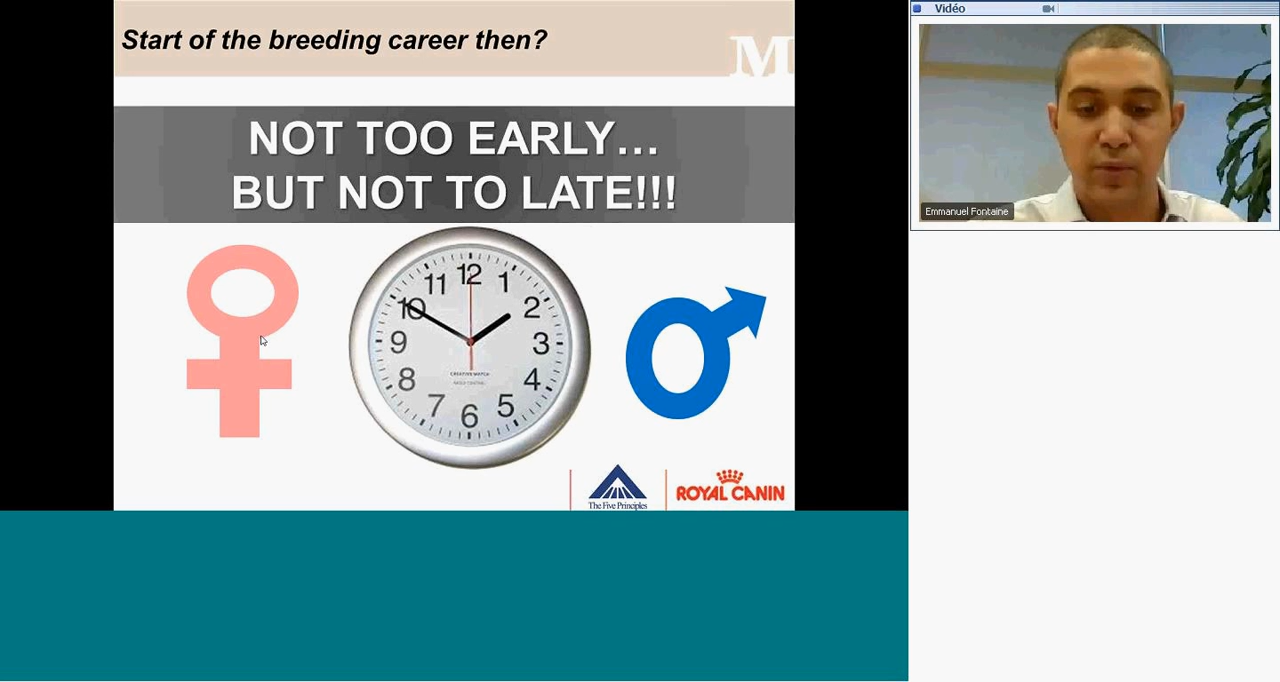 Start of the breeding career then?
M
NOT TOO EARLY...
BUT NOT TO LATE!!!
12
11
1
10
2
9
3
8
4
7
5
6
The Five Principles
ROYAL CANIN
Vidéo
Emmanuel Fontaine